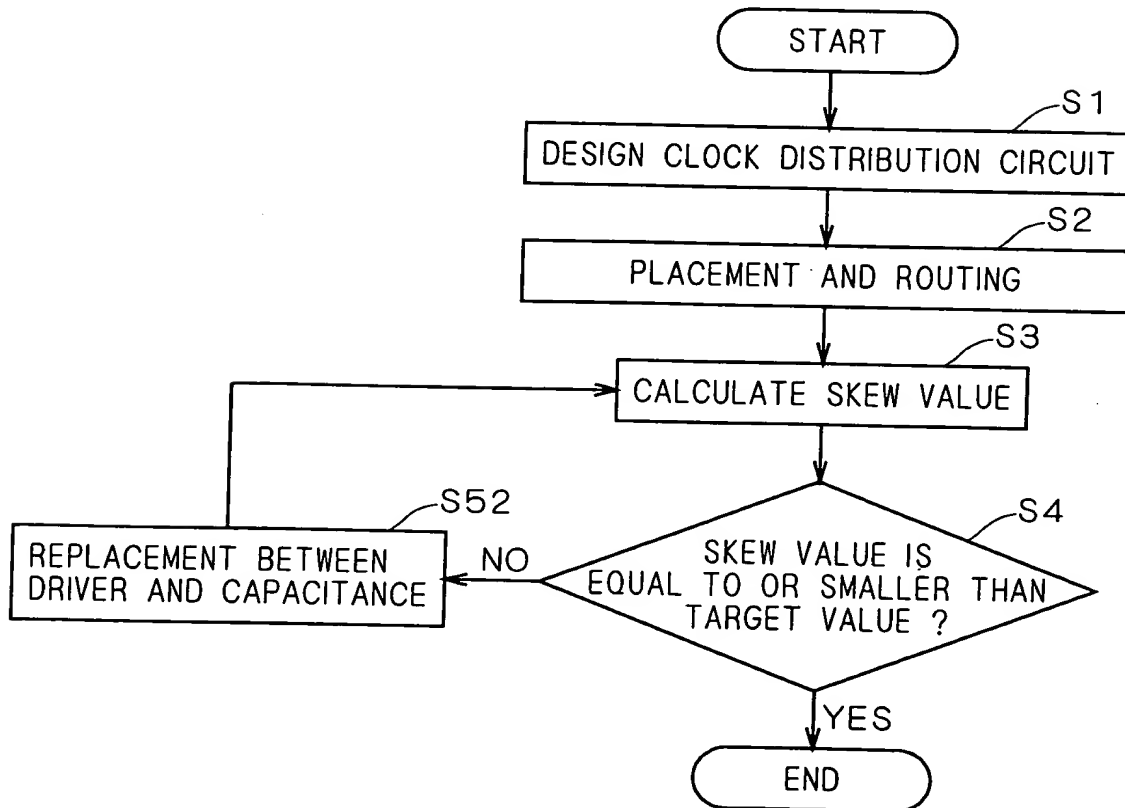 START
S1
DESIGN CLOCK DISTRIBUTION CIRCUIT
S2
PLACEMENT AND ROUTING
S3
CALCULATE SKEW VALUE
S52
REPLACEMENT BETWEEN
DRIVER AND CAPACITANCE
NO
S4
SKEW VALUE IS
EQUAL TO OR SMALLER THAN
TARGET VALUE ?
YES
END